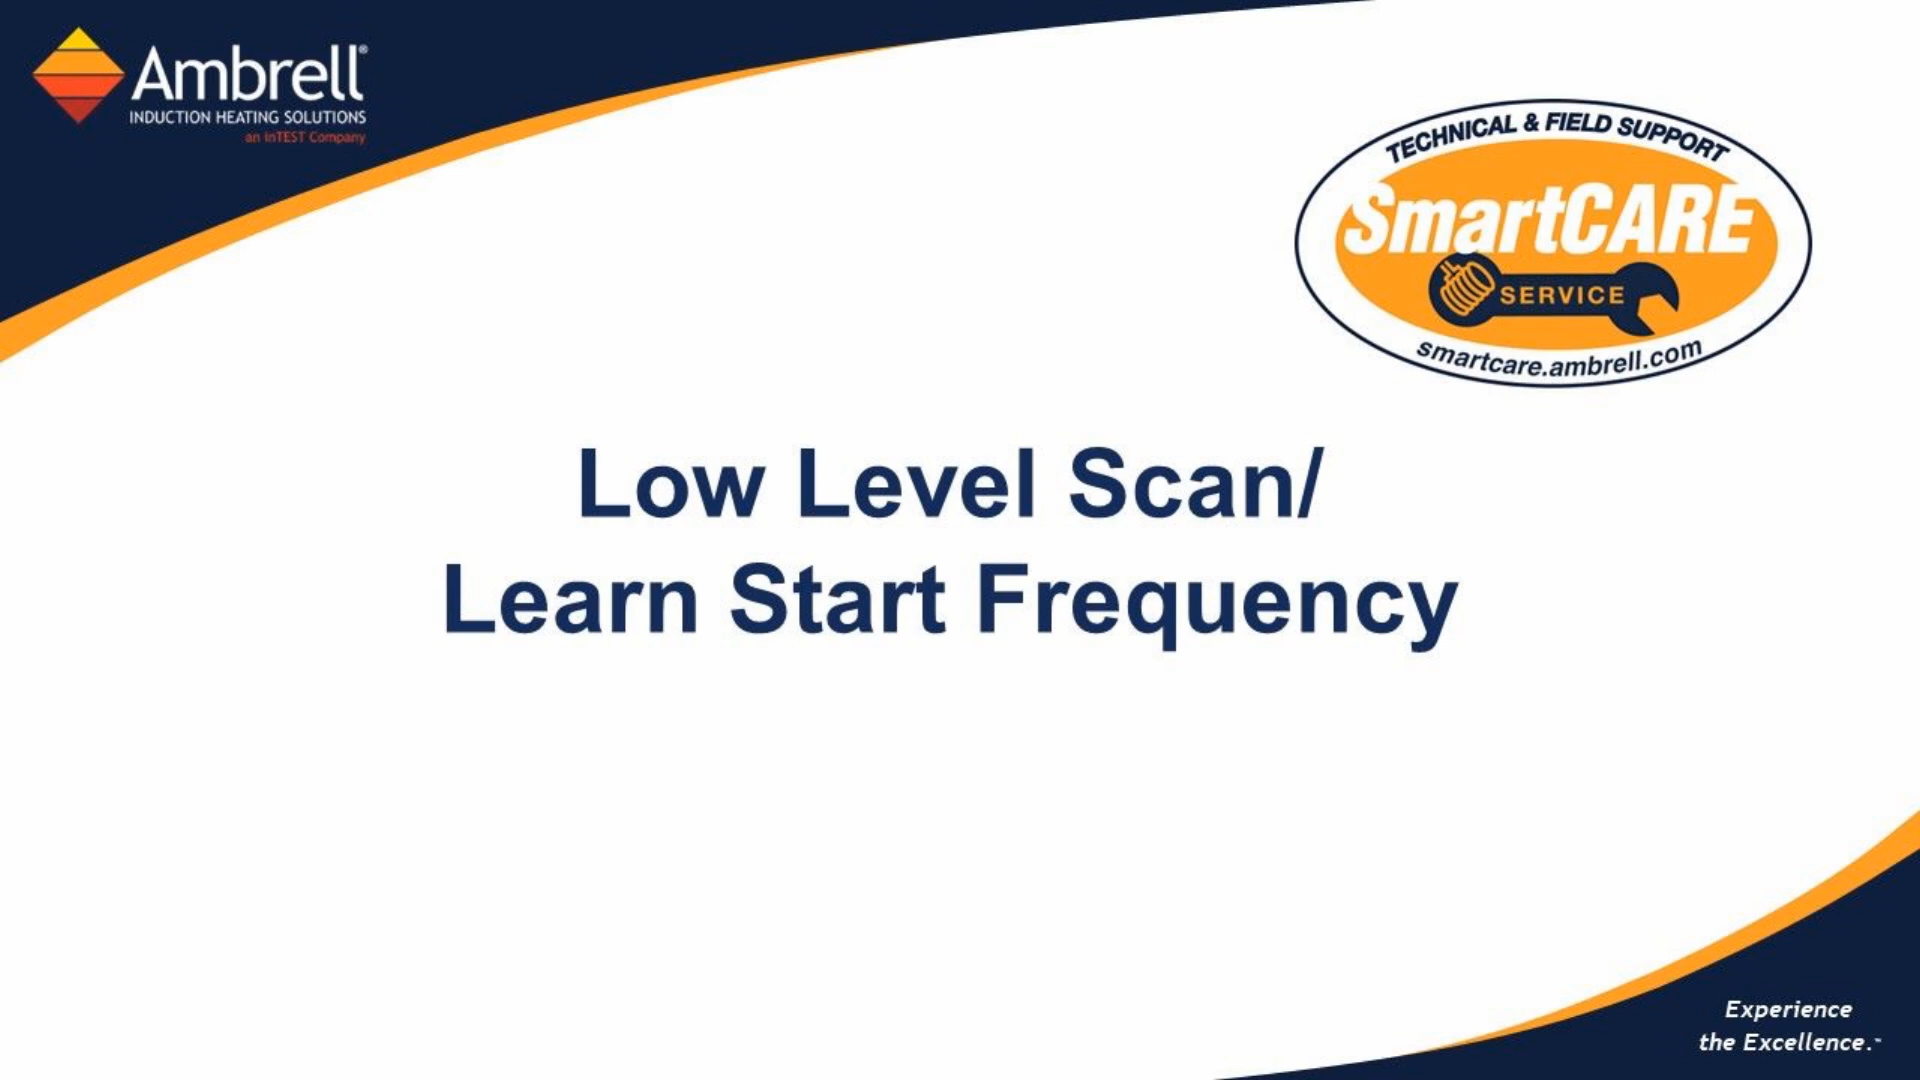 Ambrell®
INDUCTION HEATING SOLUTIONS
an inTEST Company
TECHNICAL & FIELD SUPPORT
SmartCARE
SERVICE
smartcare.ambrell.com
Low Level Scan/
Learn Start Frequency
Experience
the Excellence.™